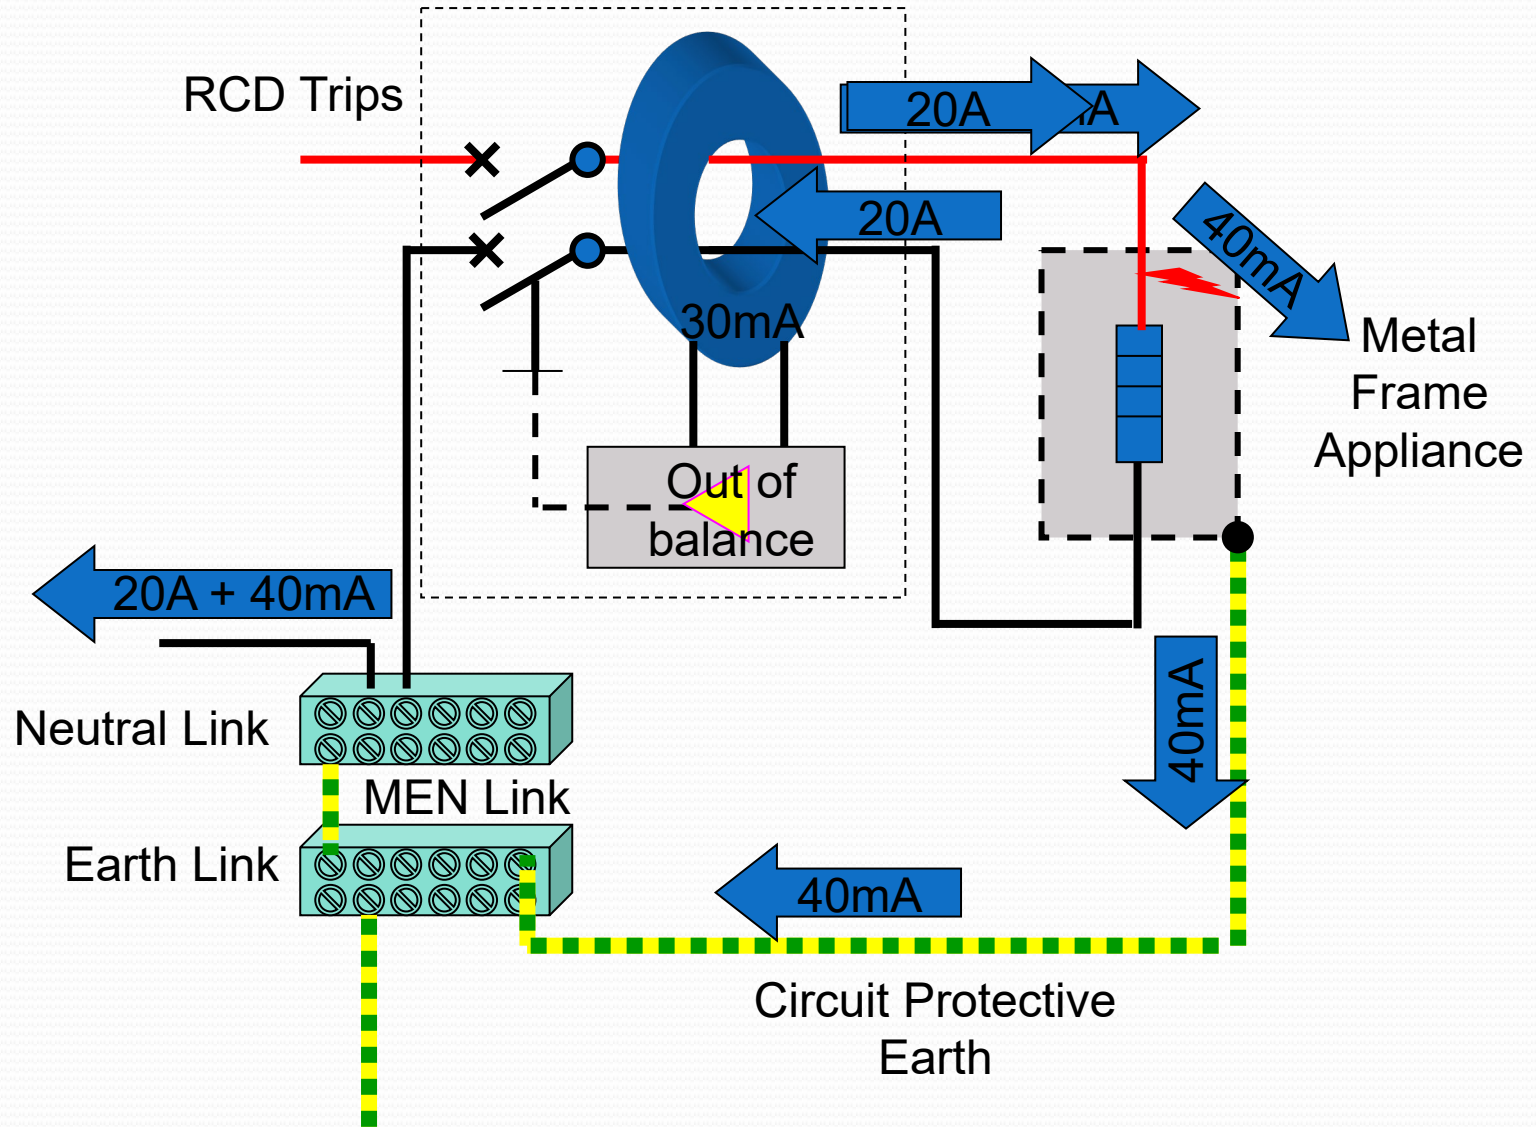 RCD Trips
20A
A
20A
40mA
30mA
Metal
Frame
Appliance
Out of
balance
20A + 40mA
40mA
Neutral Link
MEN Link
Earth Link
40mA
Circuit Protective
Earth